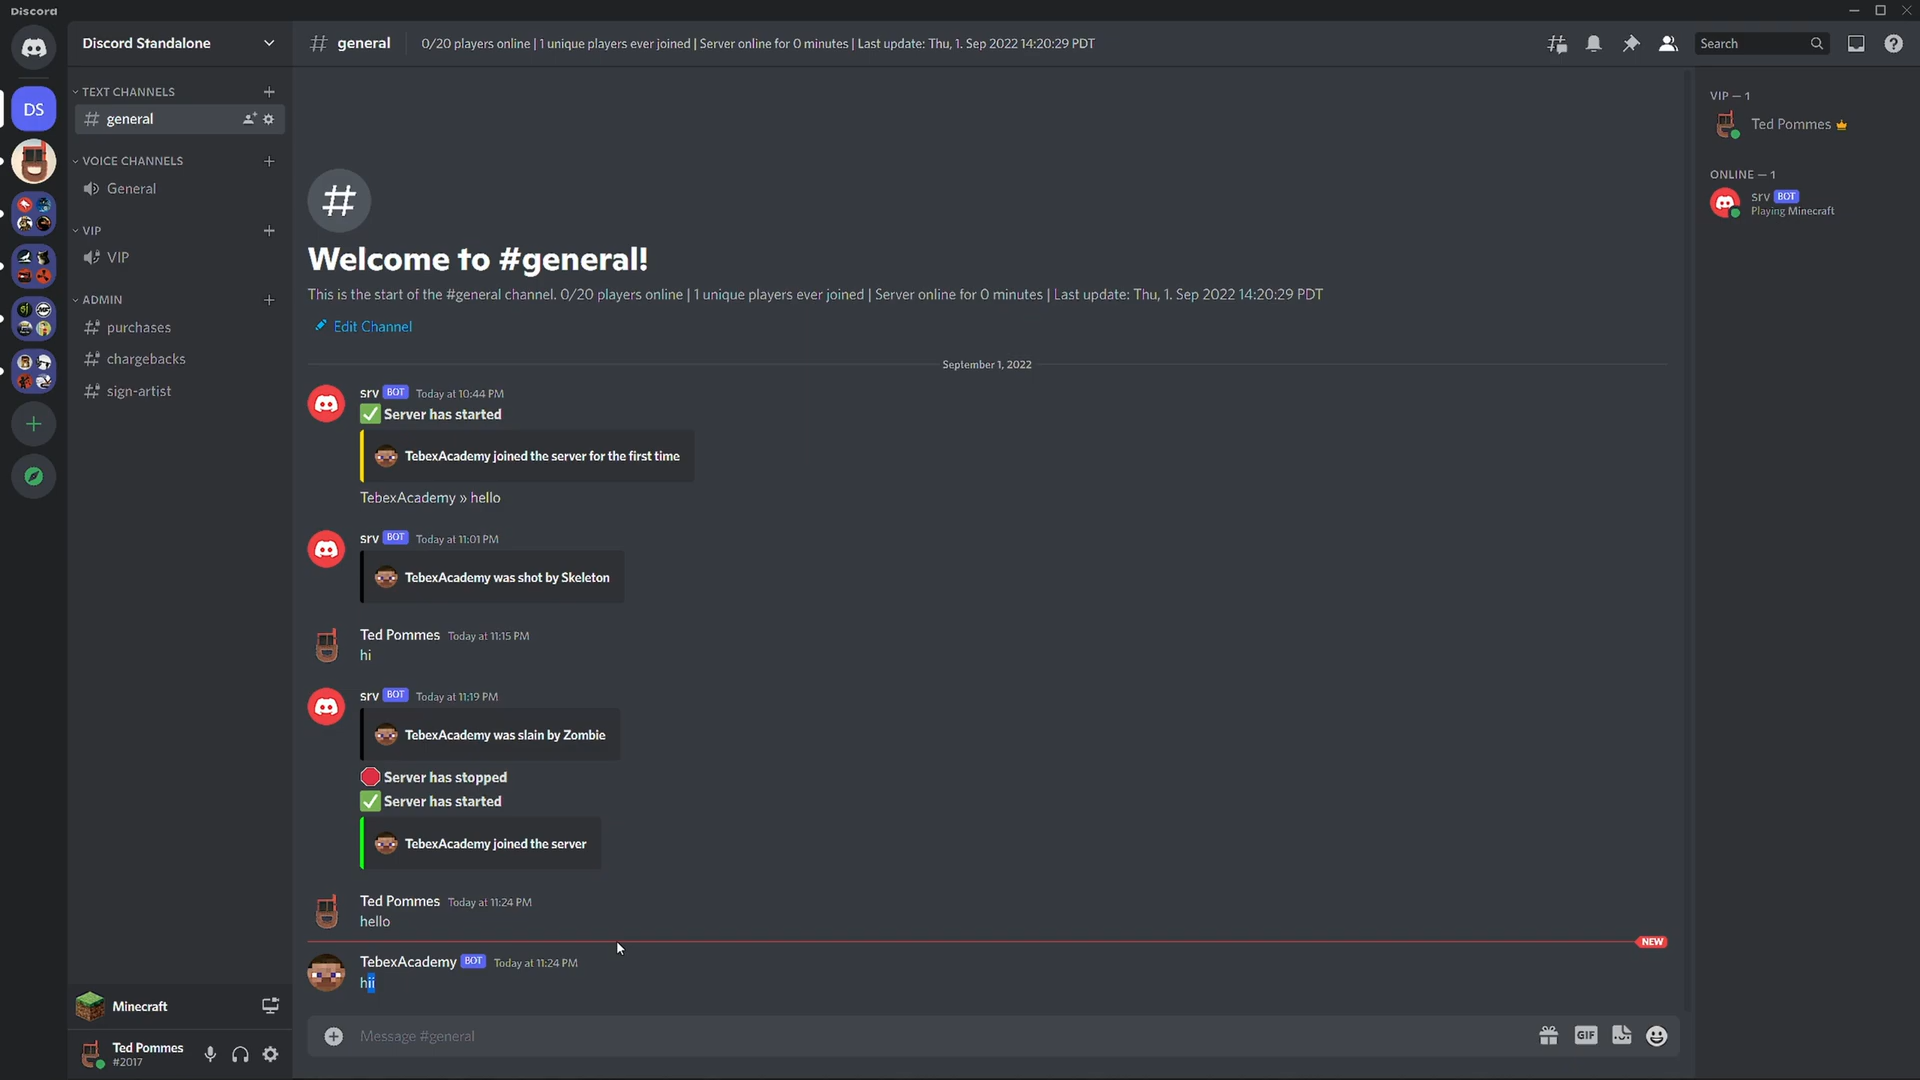 Discord
Discord Standalone
general
0/20 players online | 1 unique players ever joined | Server online for 0 minutes | Last update: Thu, 1. Sep 2022 14:20:29 PDT
Search
DS
TEXT CHANNELS
general
VOICE CHANNELS
General
VIP
VIP
ADMIN
purchases
chargebacks
sign-artist
Minecraft
Ted Pommes
#2017
Welcome to #general!
This is the start of the #general channel. 0/20 players online | 1 unique players ever joined | Server online for 0 minutes | Last update: Thu, 1. Sep 2022 14:20:29 PDT
Edit Channel
September 1, 2022
srv BOT Today at 10:44 PM
Server has started
TebexAcademy joined the server for the first time
TebexAcademy » hello
srv BOT Today at 11:01 PM
TebexAcademy was shot by Skeleton
Ted Pommes Today at 11:15 PM
hi
srv BOT Today at 11:19 PM
TebexAcademy was slain by Zombie
Server has stopped
Server has started
TebexAcademy joined the server
Ted Pommes Today at 11:24 PM
hello
NEW
TebexAcademy BOT Today at 11:24 PM
hii
Message #general
GIF
VIP — 1
Ted Pommes
ONLINE — 1
srv BOT
Playing Minecraft